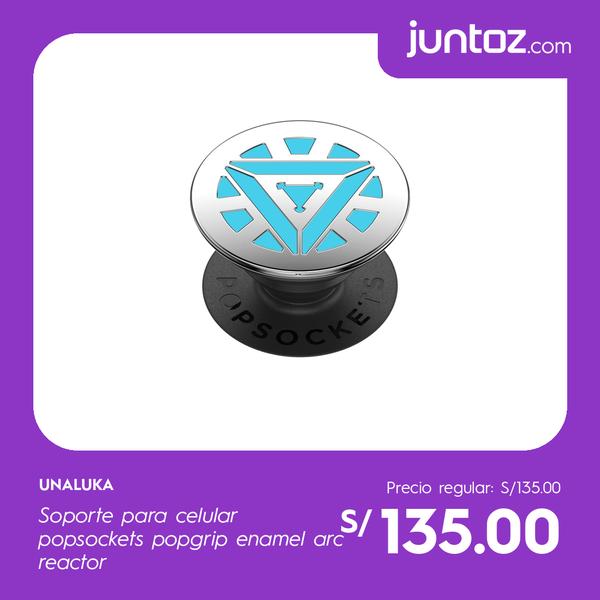 juntoz.com
POPSOCKETS
UNALUKA
Precio regular: S/135.00
Soporte para celular
popsockets popgrip enamel arc
reactor
S/ 135.00